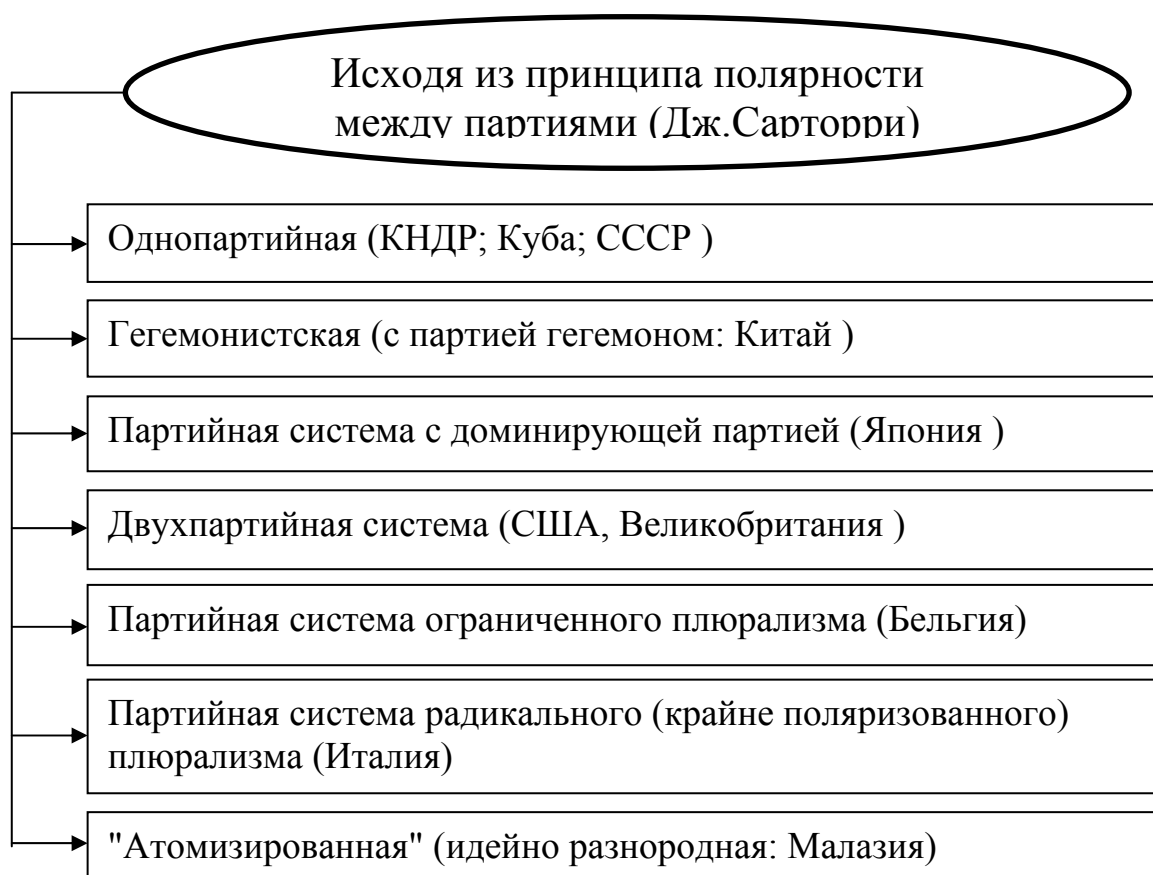 Исходя из принципа полярности
между партиями (Дж.Сарторри)
Однопартийная (КНДР; Куба; СССР )
Гегемонистская (с партией гегемоном: Китай )
Партийная система с доминирующей партией (Япония )
Двухпартийная система (США, Великобритания )
Партийная система ограниченного плюрализма (Бельгия)
Партийная система радикального (крайне поляризованного)
плюрализма (Италия)
"Атомизированная" (идейно разнородная: Малазия)